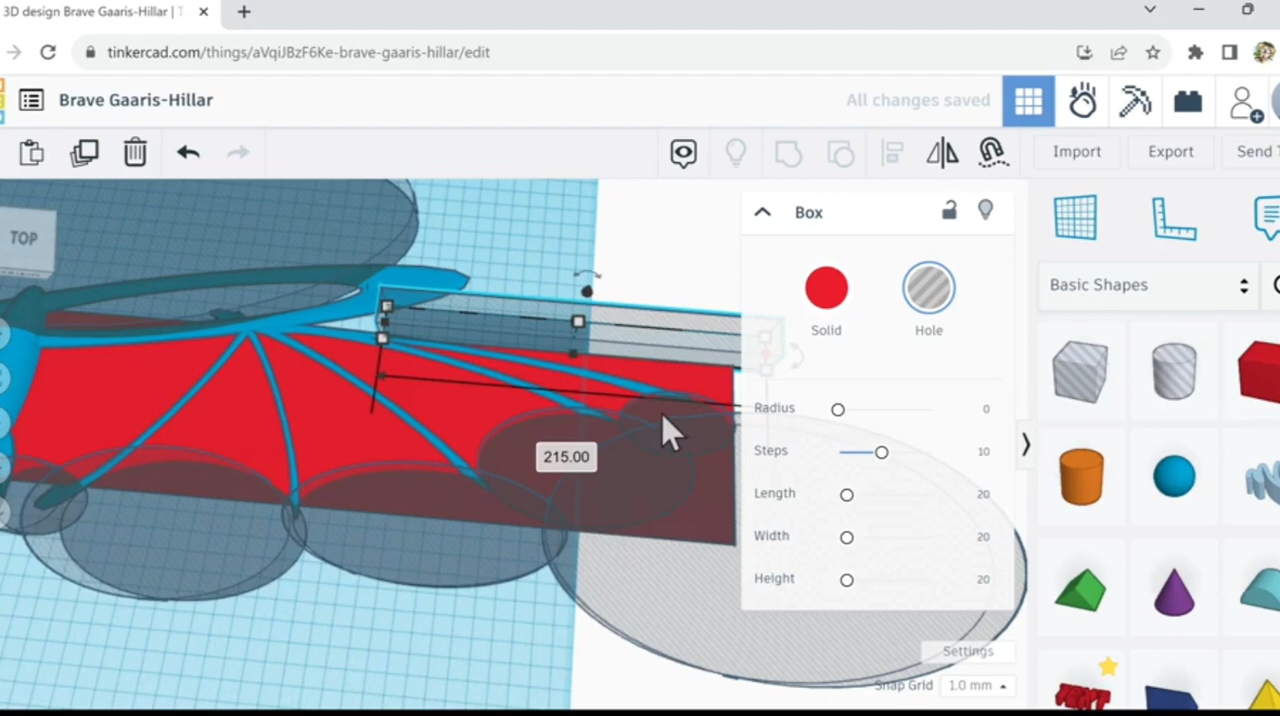 3D design Brave Gaaris-Hillar | T
tinkercad.com/things/aVqiJBzF6Ke-brave-gaaris-hillar/edit
Brave Gaaris-Hillar
All changes saved
Import
Export
Send T
TOP
Box
Solid
Hole
Basic Shapes
Radius 0
Steps 10
215.00
Length 20
Width 20
Height 20
Settings
Snap Grid 1.0 mm
TEXT